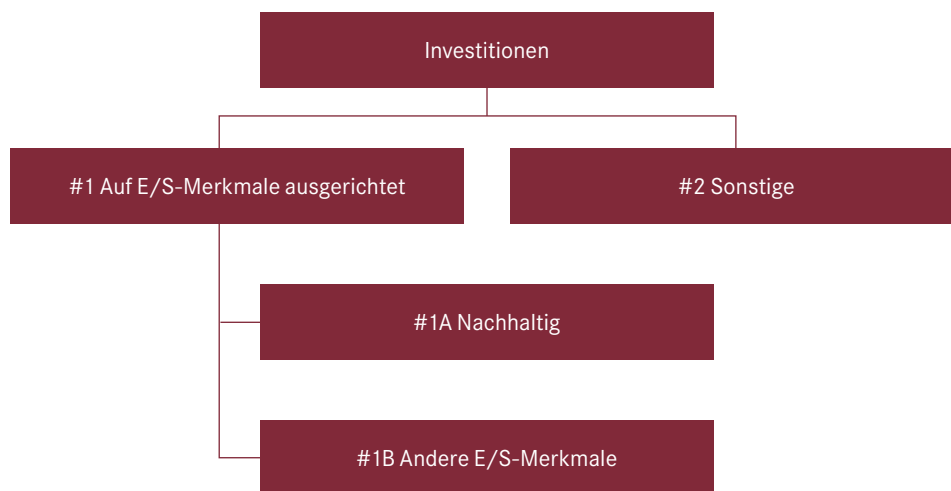 Investitionen
#1 Auf E/S-Merkmale ausgerichtet
#2 Sonstige
#1A Nachhaltig
#1B Andere E/S-Merkmale